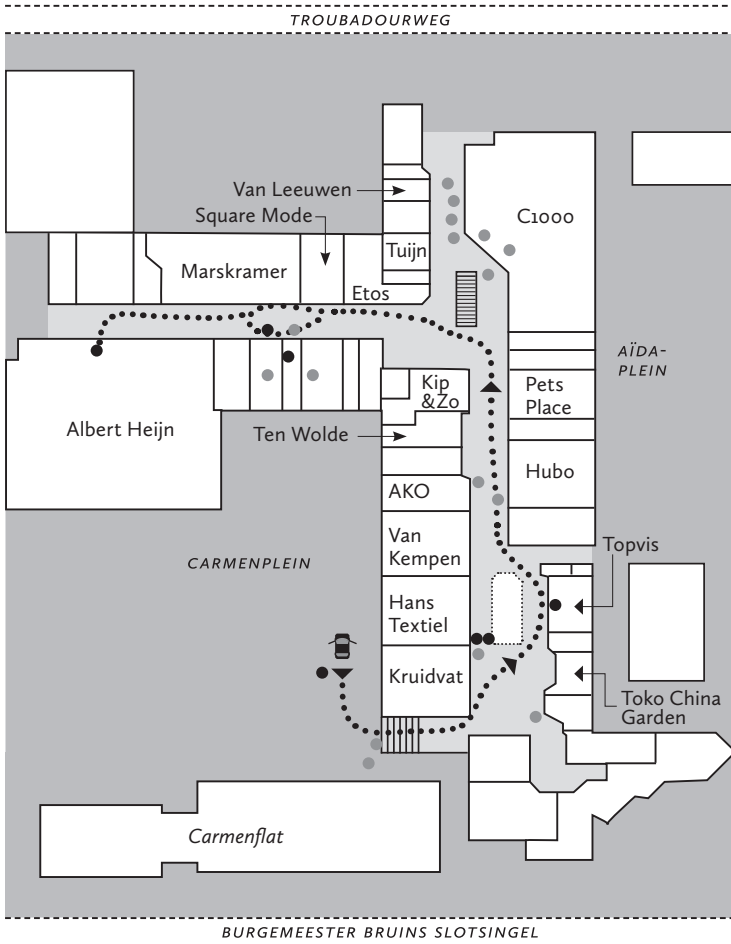 TROUBADOURWEG
Van Leeuwen
Square Mode
C1000
Tuijn
Marskramer
Etos
AÏDA-
PLEIN
Kip
&Zo
Pets
Place
Albert Heijn
Ten Wolde
Hubo
AKO
Van
Kempen
Topvis
CARMENPLEIN
Hans
Textiel
Kruidvat
Toko China
Garden
Carmenflat
BURGEMEESTER BRUINS SLOTSINGEL